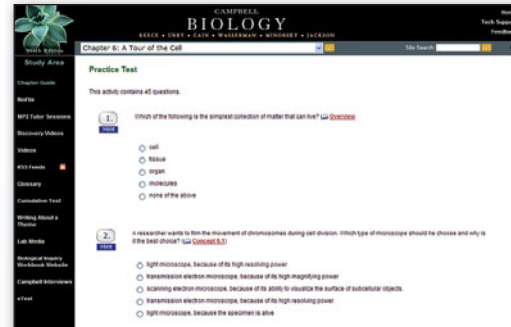 CAMPBELL
BIOLOGY
REECE • URRY • CAIN • WASSERMAN • MINORSKY • JACKSON
Tech Suppo
Feedba
Chapter 6: A Tour of the Cell
GO
Site Search
GO
Study Area
Practice Test
Chapter Guide
This activity contains 45 questions.
BioFlix
MP3 Tutor Sessions
Discovery Videos
Videos
RSS Feeds
Glossary
Cumulative Test
Writing About a
Theme
Lab Media
Biological Inquiry
Workbook Website
Campbell Interviews
eText
1.
Hint
Which of the following is the simplest collection of matter that can live? Overview
cell
tissue
organ
molecules
none of the above
2.
Hint
A researcher wants to film the movement of chromosomes during cell division. Which type of microscope should he choose and why is
it the best choice? (Concept 6.1)
light microscope, because of its high resolving power
transmission electron microscope, because of its high magnifying power
scanning electron microscope, because of its ability to visualize the surface of subcellular objects
transmission electron microscope, because of its high resolving power
light microscope, because the specimen is alive